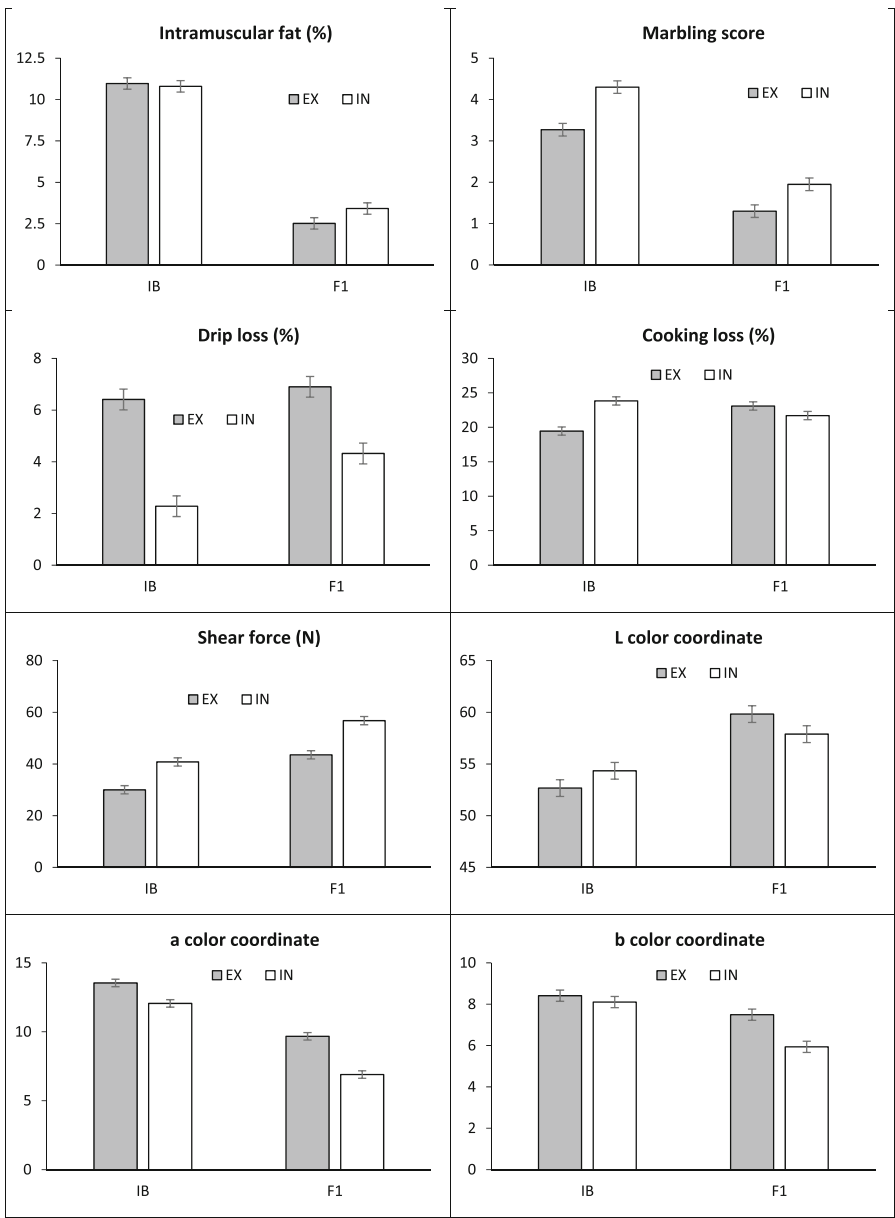 Intramuscular fat (%)
12.5
10
7.5
5
2.5
0
EX IN
IB F1
Marbling score
5
4
3
2
1
0
EX IN
IB F1
Drip loss (%)
8
6
4
2
0
EX IN
IB F1
Cooking loss (%)
30
25
20
15
10
5
0
EX IN
IB F1
Shear force (N)
80
60
40
20
0
EX IN
IB F1
L color coordinate
65
60
55
50
45
EX IN
IB F1
a color coordinate
15
10
5
0
EX IN
IB F1
b color coordinate
10
8
6
4
2
0
EX IN
IB F1